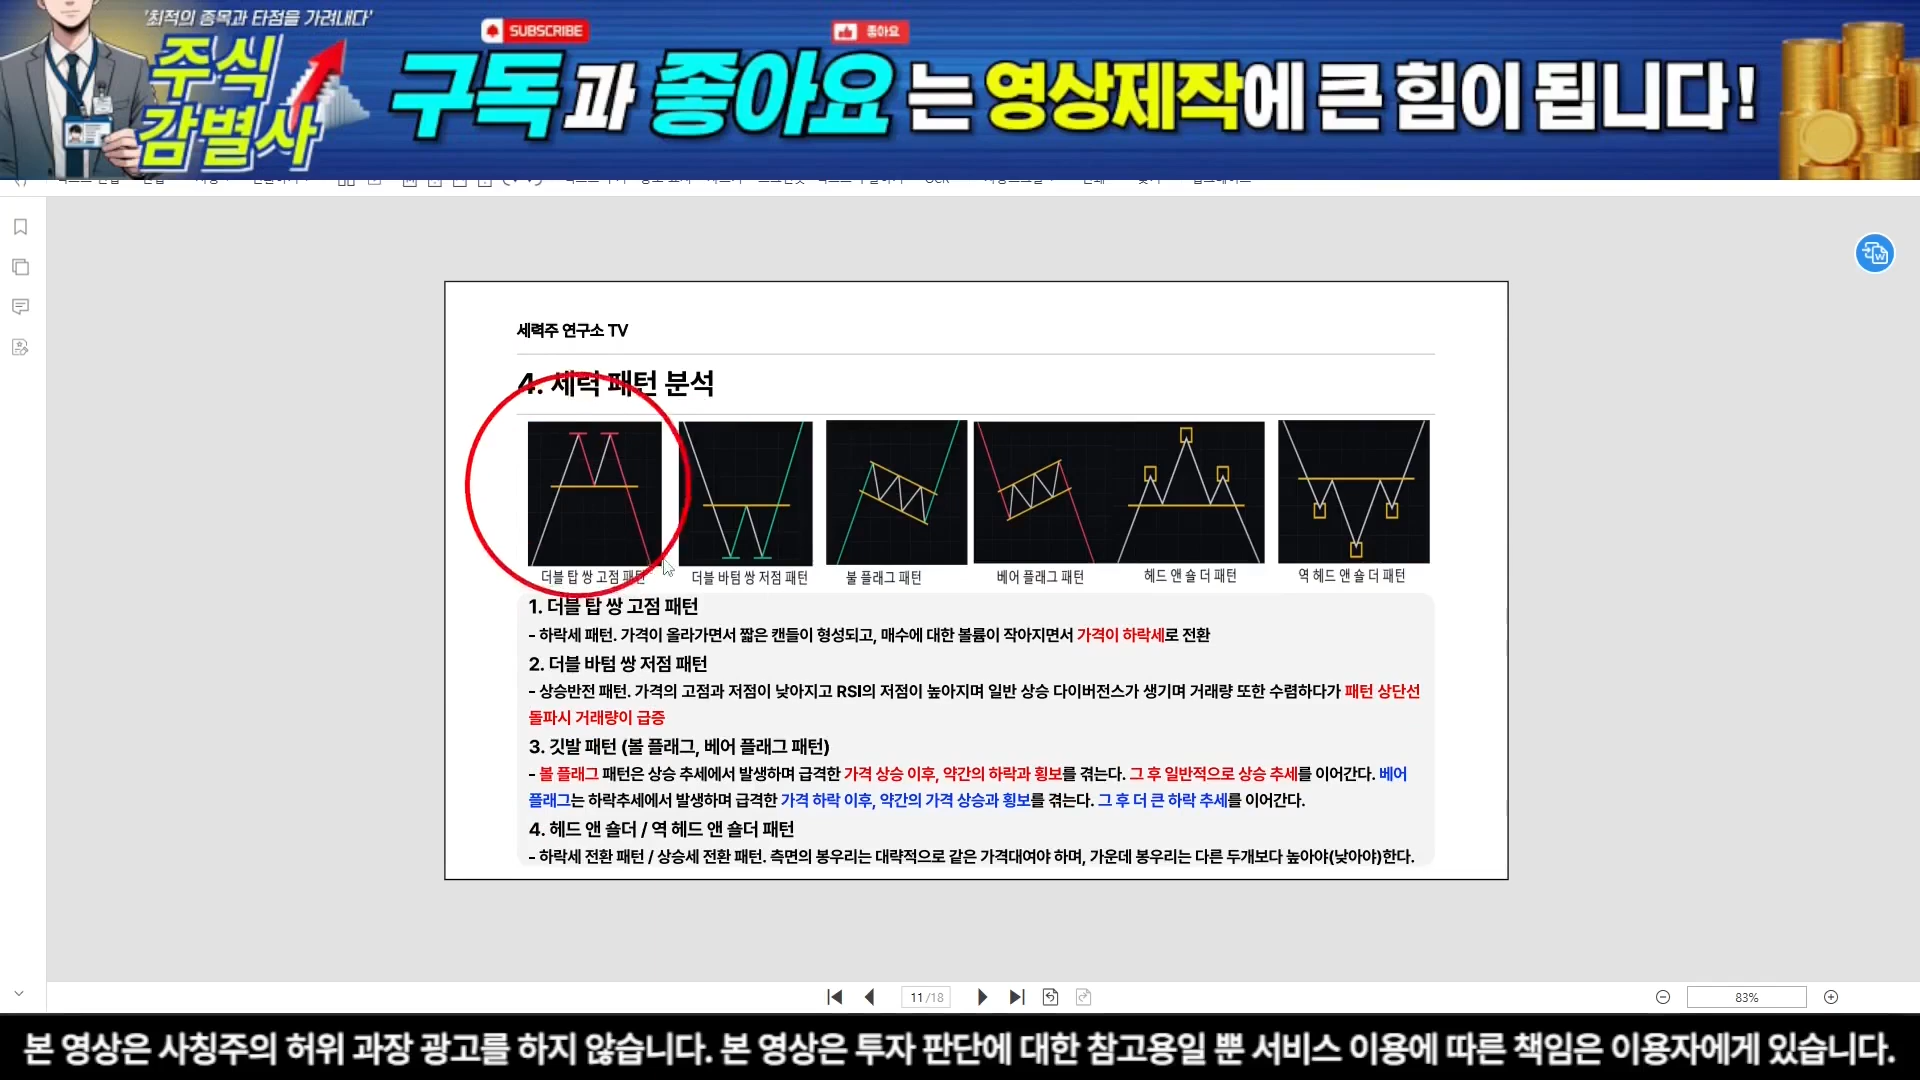 '최적의 종목과 타점을 가려내다'
주식
감별사
SUBSCRIBE
좋아요
구독과 좋아요는 영상제작에 큰 힘이 됩니다!
세력주 연구소 TV
4. 세력 패턴 분석
더블 탑 쌍 고점 패턴
더블 바텀 쌍 저점 패턴
불 플래그 패턴
베어 플래그 패턴
헤드 앤 숄 더 패턴
역 헤드 앤 숄 더 패턴
1. 더블 탑 쌍 고점 패턴
- 하락세 패턴. 가격이 올라가면서 짧은 캔들이 형성되고, 매수에 대한 볼륨이 작아지면서 가격이 하락세로 전환
2. 더블 바텀 쌍 저점 패턴
- 상승반전 패턴. 가격의 고점과 저점이 낮아지고 RSI의 저점이 높아지며 일반 상승 다이버전스가 생기며 거래량 또한 수렴하다가 패턴 상단선
돌파시 거래량이 급증
3. 깃발 패턴 (볼 플래그, 베어 플래그 패턴)
- 볼 플래그 패턴은 상승 추세에서 발생하며 급격한 가격 상승 이후, 약간의 하락과 횡보를 겪는다. 그 후 일반적으로 상승 추세를 이어간다. 베어
플래그는 하락추세에서 발생하며 급격한 가격 하락 이후, 약간의 가격 상승과 횡보를 겪는다. 그 후 더 큰 하락 추세를 이어간다.
4. 헤드 앤 숄더 / 역 헤드 앤 숄더 패턴
- 하락세 전환 패턴 / 상승세 전환 패턴. 측면의 봉우리는 대략적으로 같은 가격대여야 하며, 가운데 봉우리는 다른 두개보다 높아야(낮아야)한다.
11 /18
83%
본 영상은 사칭주의 허위 과장 광고를 하지 않습니다. 본 영상은 투자 판단에 대한 참고용일 뿐 서비스 이용에 따른 책임은 이용자에게 있습니다.